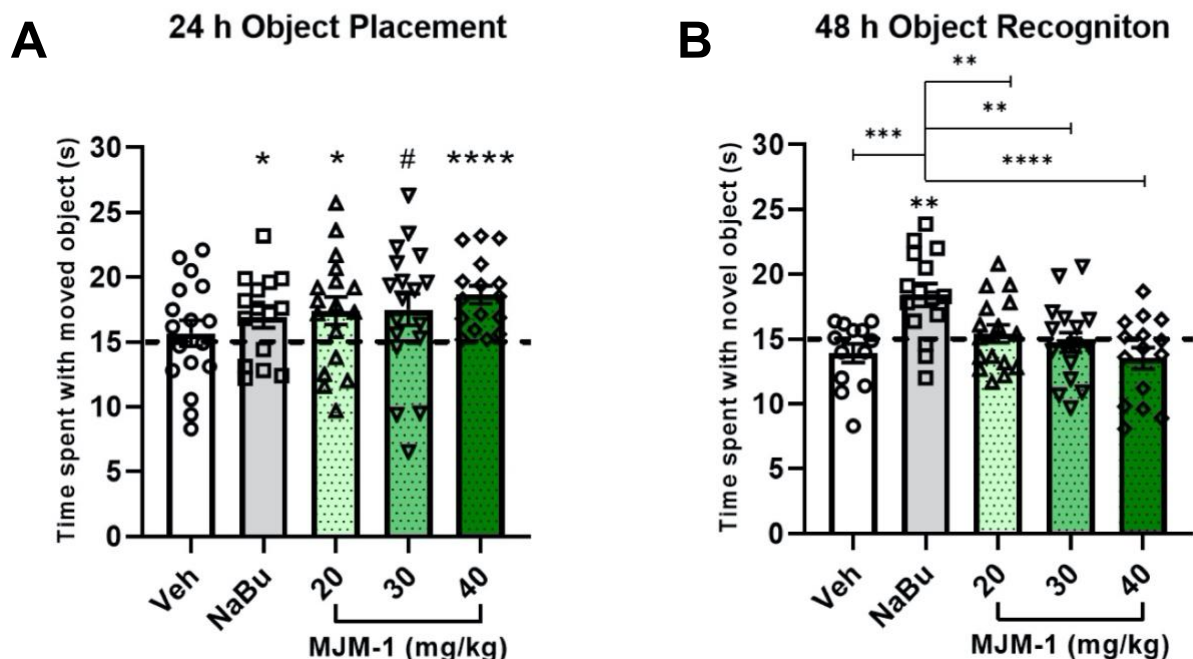 A
24 h Object Placement
Time spent with moved object (s)
30
25
20
15
10
5
0
* * # ****
Veh NaBu 20 30 40
MJM-1 (mg/kg)
B
48 h Object Recogniton
Time spent with novel object (s)
30
25
20
15
10
5
0
**
**
***
****
**
Veh NaBu 20 30 40
MJM-1 (mg/kg)